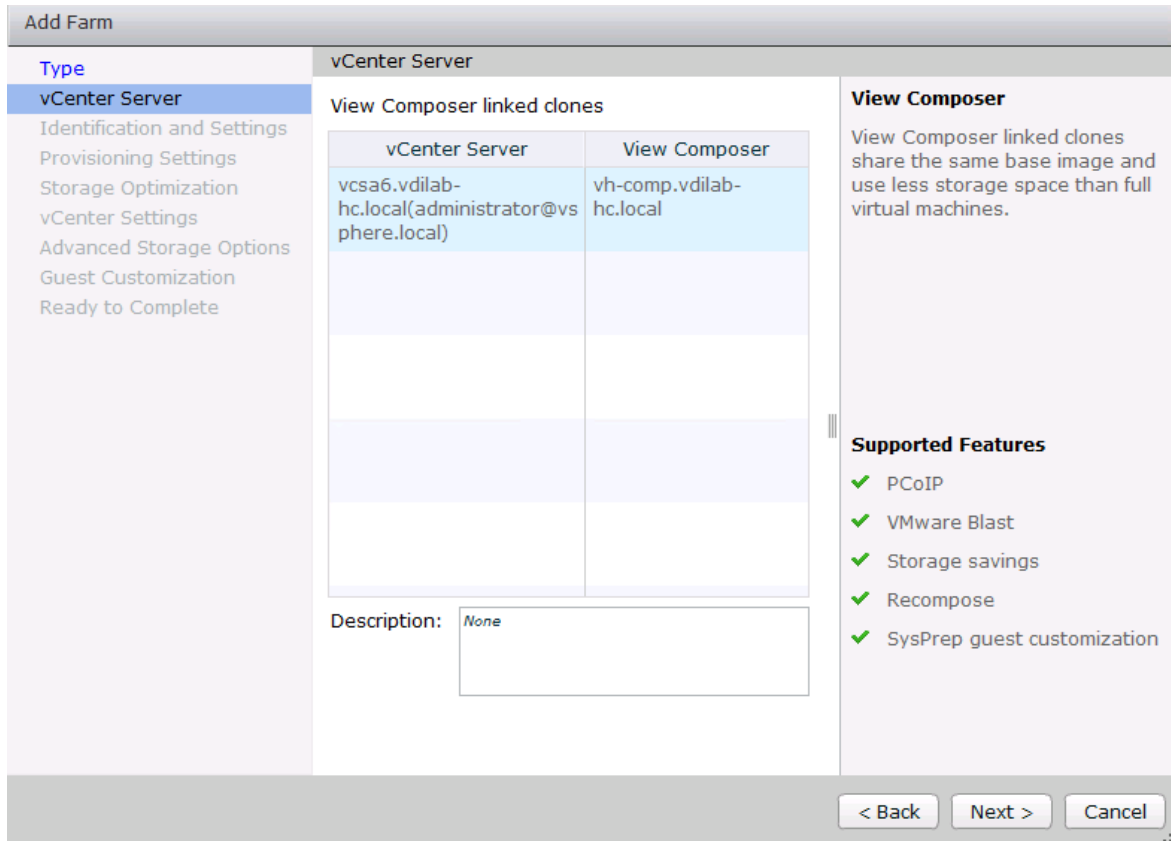 Add Farm
Type
vCenter Server
Identification and Settings
Provisioning Settings
Storage Optimization
vCenter Settings
Advanced Storage Options
Guest Customization
Ready to Complete
vCenter Server
View Composer linked clones
vCenter Server
View Composer
vcsa6.vdilab-
hc.local(administrator@vs
phere.local)
vh-comp.vdilab-
hc.local
Description:
None
View Composer
View Composer linked clones
share the same base image and
use less storage space than full
virtual machines.
Supported Features
PCoIP
VMware Blast
Storage savings
Recompose
SysPrep guest customization
< Back
Next >
Cancel